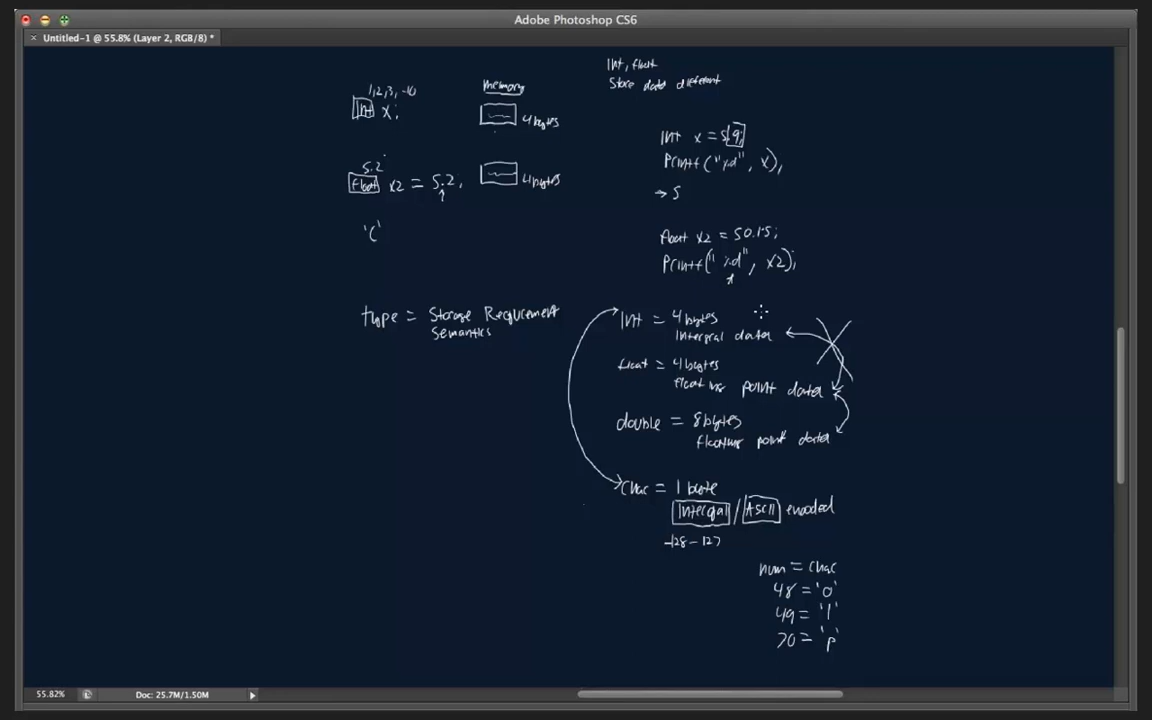 Adobe Photoshop CS6
Untitled-1 @ 55.8% (Layer 2, RGB/8) *
1,2,3, -10
Int x;
memory
4 bytes
5.2
float x2 = 5.2,
4 bytes
'C'
type = Storage Requirement
Semantics
Int, float
Store data different
Int x = 5.9;
Printf("%d", x),
→ 5
float x2 = 50.15;
Printf("%d", x2);
Int = 4 bytes
Intergral data
float = 4 bytes
floating point data
double = 8 bytes
floating point data
Char = 1 byte
Intergral / Ascii encoded
-128 - 127
num = char
48 = '0'
49 = '1'
70 = 'p'
55.82%
Doc: 25.7M/1.50M